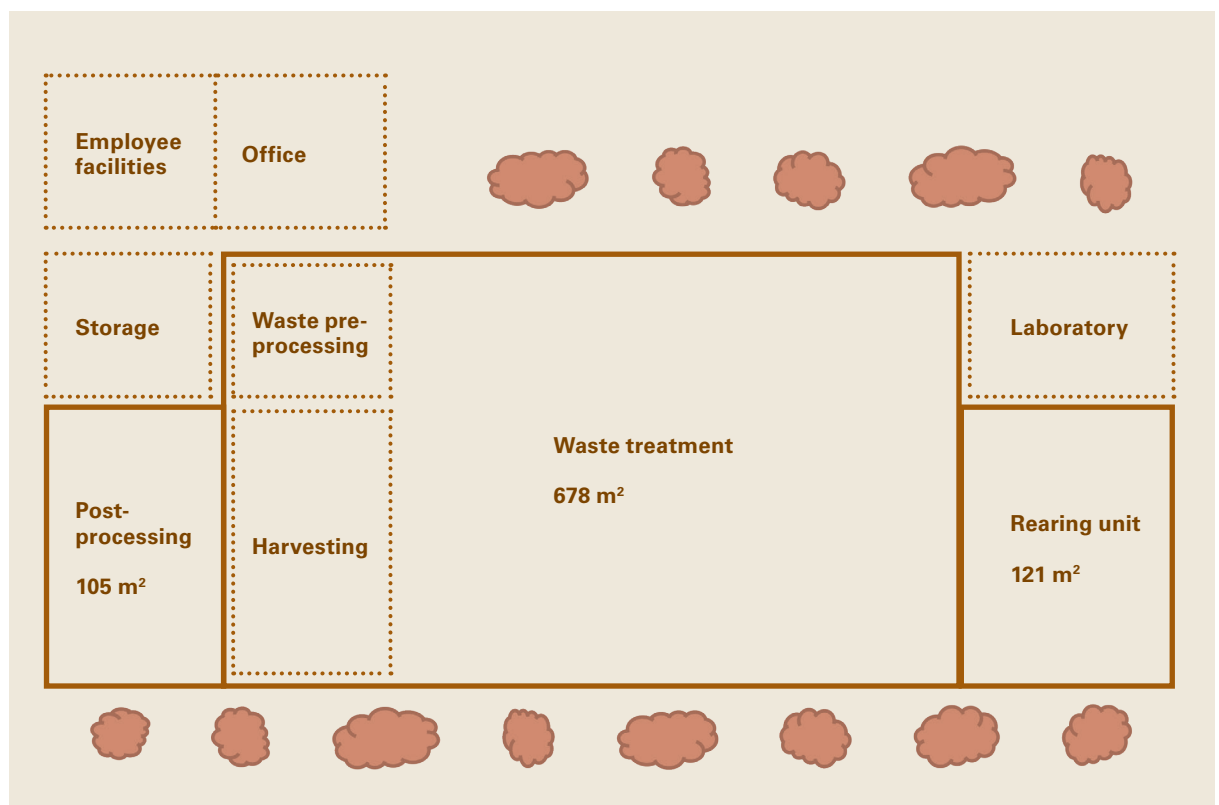 Employee
facilities
Office
Storage
Waste pre-
processing
Laboratory
Waste treatment
678 m²
Post-
processing
105 m²
Harvesting
Rearing unit
121 m²